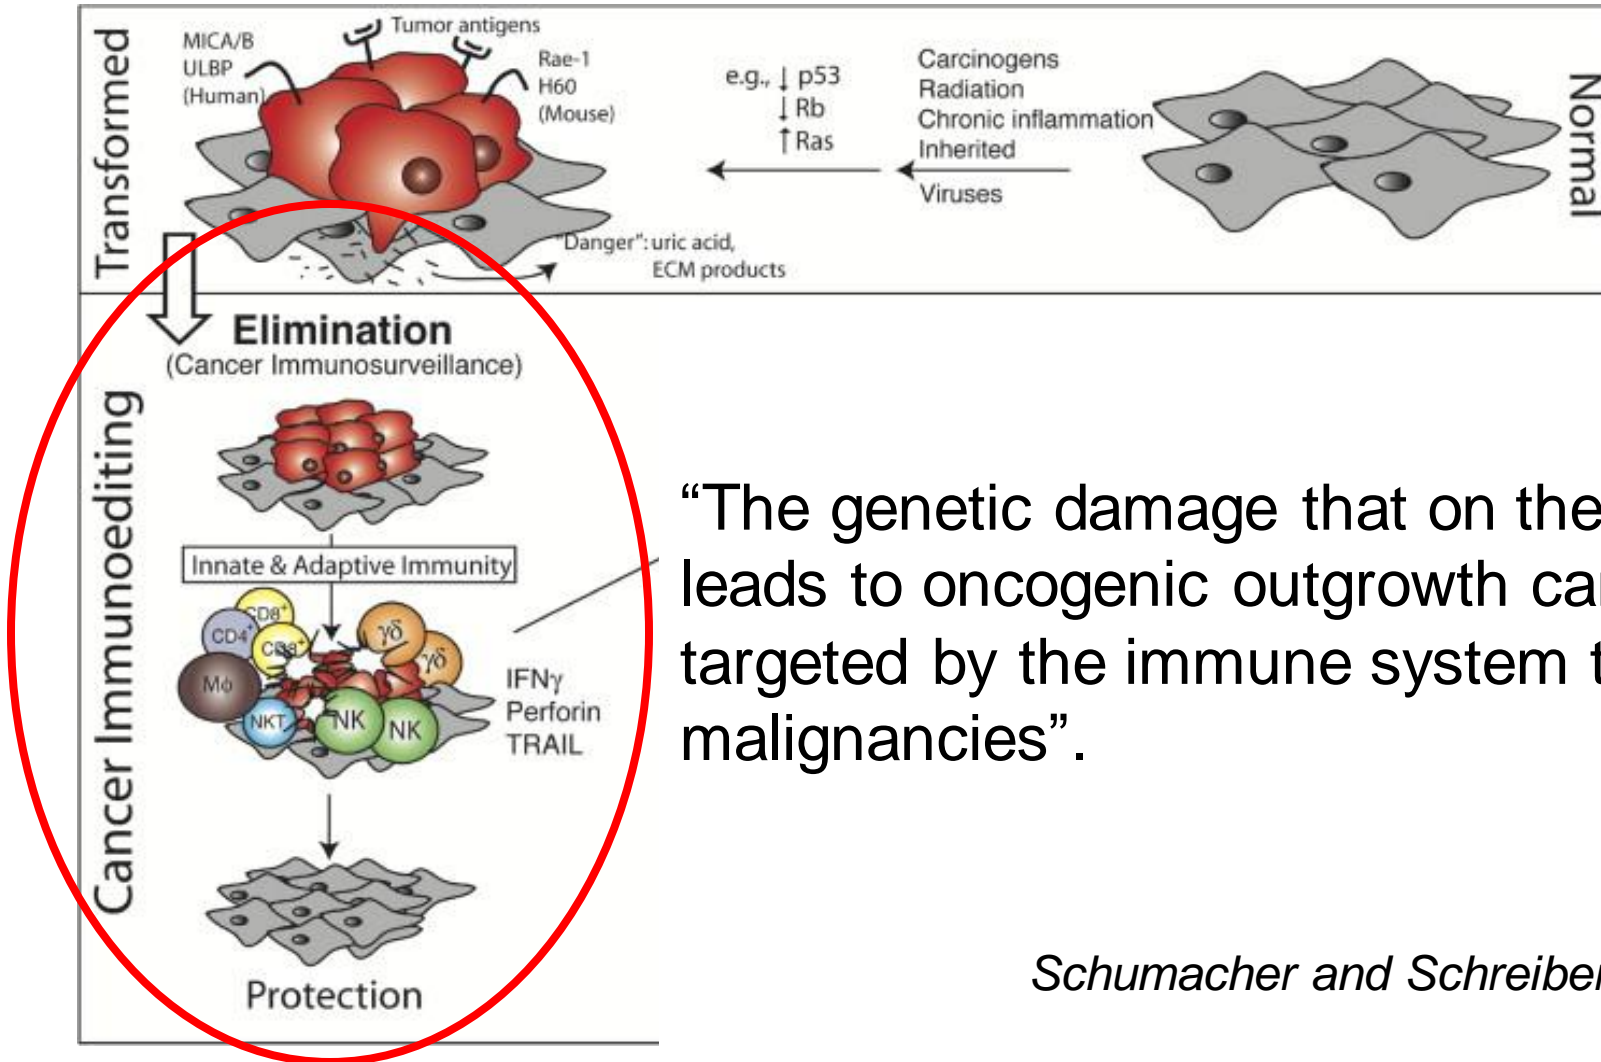 Transformed
MICA/B
ULBP
(Human)
Tumor antigens
Rae-1
H60
(Mouse)
e.g., ↓ p53
↓ Rb
↑ Ras
Carcinogens
Radiation
Chronic inflammation
Inherited
Viruses
Normal
"Danger": uric acid,
ECM products
Cancer Immunoediting
Elimination
(Cancer Immunosurveillance)
Innate & Adaptive Immunity
CD8+
CD4+
CD8+
γδ
γδ
Mϕ
NKT
NK
NK
IFNγ
Perforin
TRAIL
Protection
“The genetic damage that on the
leads to oncogenic outgrowth
targeted by the immune system
malignancies”.
Schumacher and Schreiber